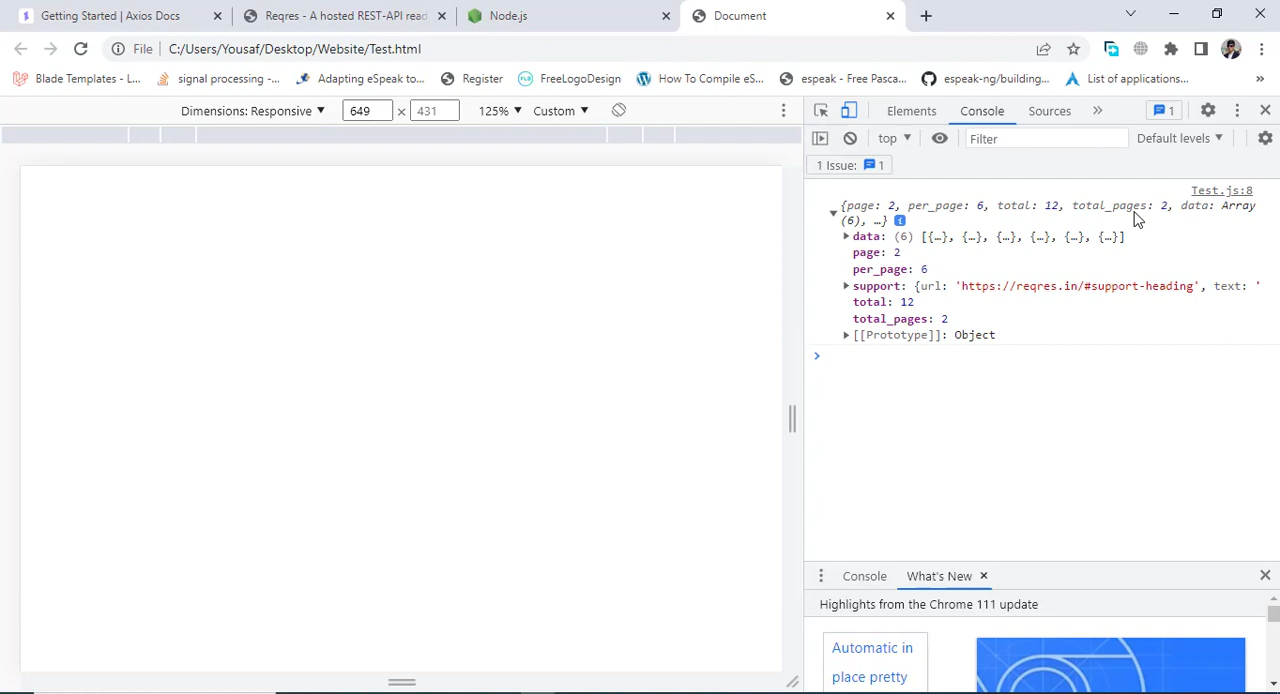 Getting Started | Axios Docs
Reqres - A hosted REST-API read
Node.js
Document
File
C:/Users/Yousaf/Desktop/Website/Test.html
Blade Templates - L...
signal processing -...
Adapting eSpeak to...
Register
FreeLogoDesign
How To Compile eS...
espeak - Free Pasca...
espeak-ng/building...
List of applications...
»
Dimensions: Responsive ▼ 649 × 431 125% ▼ Custom ▼
Elements Console Sources » 1
top ▼ Filter Default levels ▼
1 Issue: 1
Test.js:8
{page: 2, per_page: 6, total: 12, total_pages: 2, data: Array
(6), …} i
data: (6) [{…}, {…}, {…}, {…}, {…}, {…}]
page: 2
per_page: 6
support: {url: 'https://reqres.in/#support-heading', text: '
total: 12
total_pages: 2
[[Prototype]]: Object
Console What's New
Highlights from the Chrome 111 update
Automatic in
place pretty